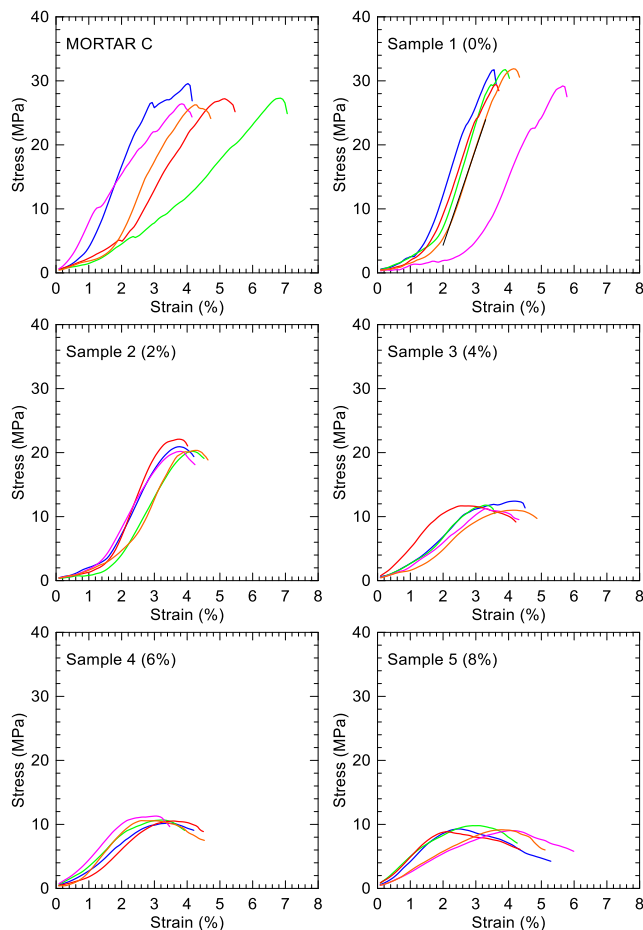 MORTAR C
40
30
20
10
0
Stress (MPa)
0 1 2 3 4 5 6 7 8
Strain (%)
Sample 1 (0%)
40
30
20
10
0
Stress (MPa)
0 1 2 3 4 5 6 7 8
Strain (%)
Sample 2 (2%)
40
30
20
10
0
Stress (MPa)
0 1 2 3 4 5 6 7 8
Strain (%)
Sample 3 (4%)
40
30
20
10
0
Stress (MPa)
0 1 2 3 4 5 6 7 8
Strain (%)
Sample 4 (6%)
40
30
20
10
0
Stress (MPa)
0 1 2 3 4 5 6 7 8
Strain (%)
Sample 5 (8%)
40
30
20
10
0
Stress (MPa)
0 1 2 3 4 5 6 7 8
Strain (%)